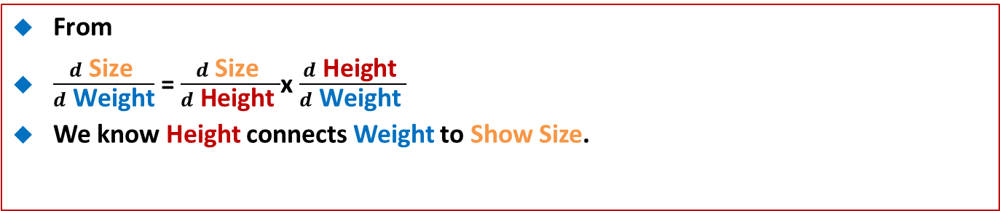 From
d Size / d Weight = d Size / d Height x d Height / d Weight
We know Height connects Weight to Show Size.